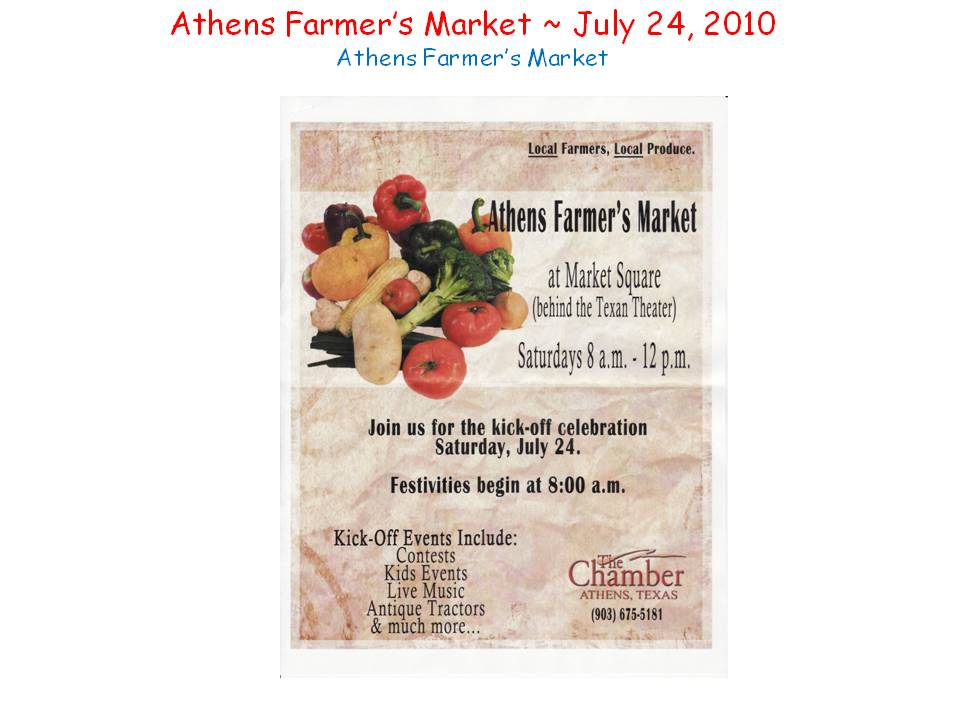 Athens Farmer's Market ~ July 24, 2010
Athens Farmer's Market
Local Farmers, Local Produce.
Athens Farmer's Market
at Market Square
(behind the Texan Theater)
Saturdays 8 a.m. - 12 p.m.
Join us for the kick-off celebration
Saturday, July 24.
Festivities begin at 8:00 a.m.
Kick-Off Events Include:
Contests
Kids Events
Live Music
Antique Tractors
& much more...
The
Chamber
ATHENS, TEXAS
(903) 675-5181